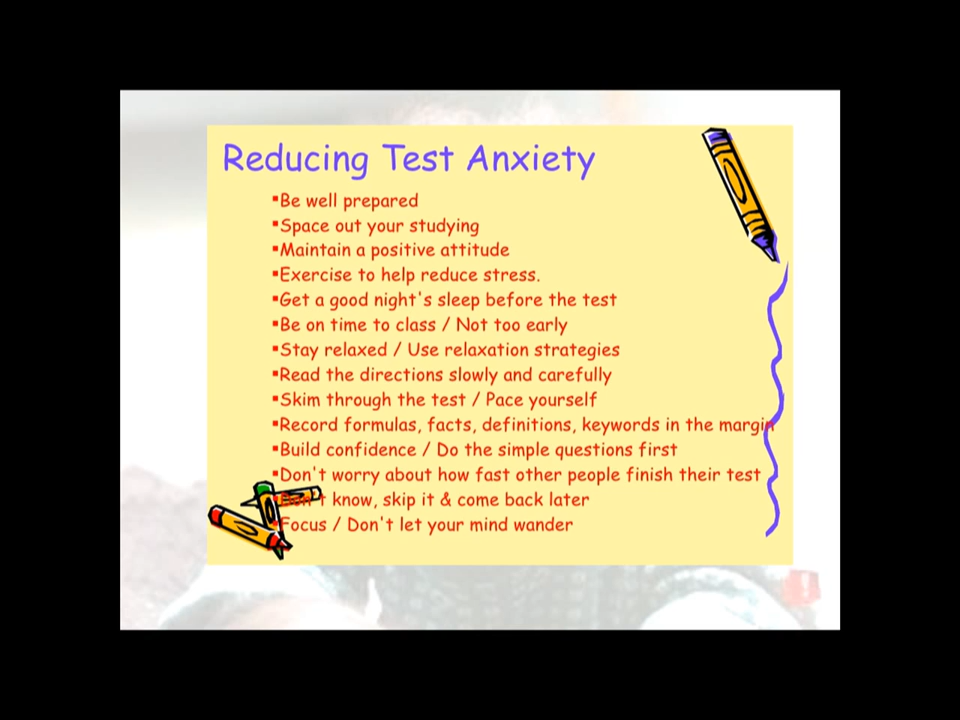 Reducing Test Anxiety
▪Be well prepared
▪Space out your studying
▪Maintain a positive attitude
▪Exercise to help reduce stress.
▪Get a good night's sleep before the test
▪Be on time to class / Not too early
▪Stay relaxed / Use relaxation strategies
▪Read the directions slowly and carefully
▪Skim through the test / Pace yourself
▪Record formulas, facts, definitions, keywords in the margin
▪Build confidence / Do the simple questions first
▪Don't worry about how fast other people finish their test
▪Don't know, skip it & come back later
▪Focus / Don't let your mind wander